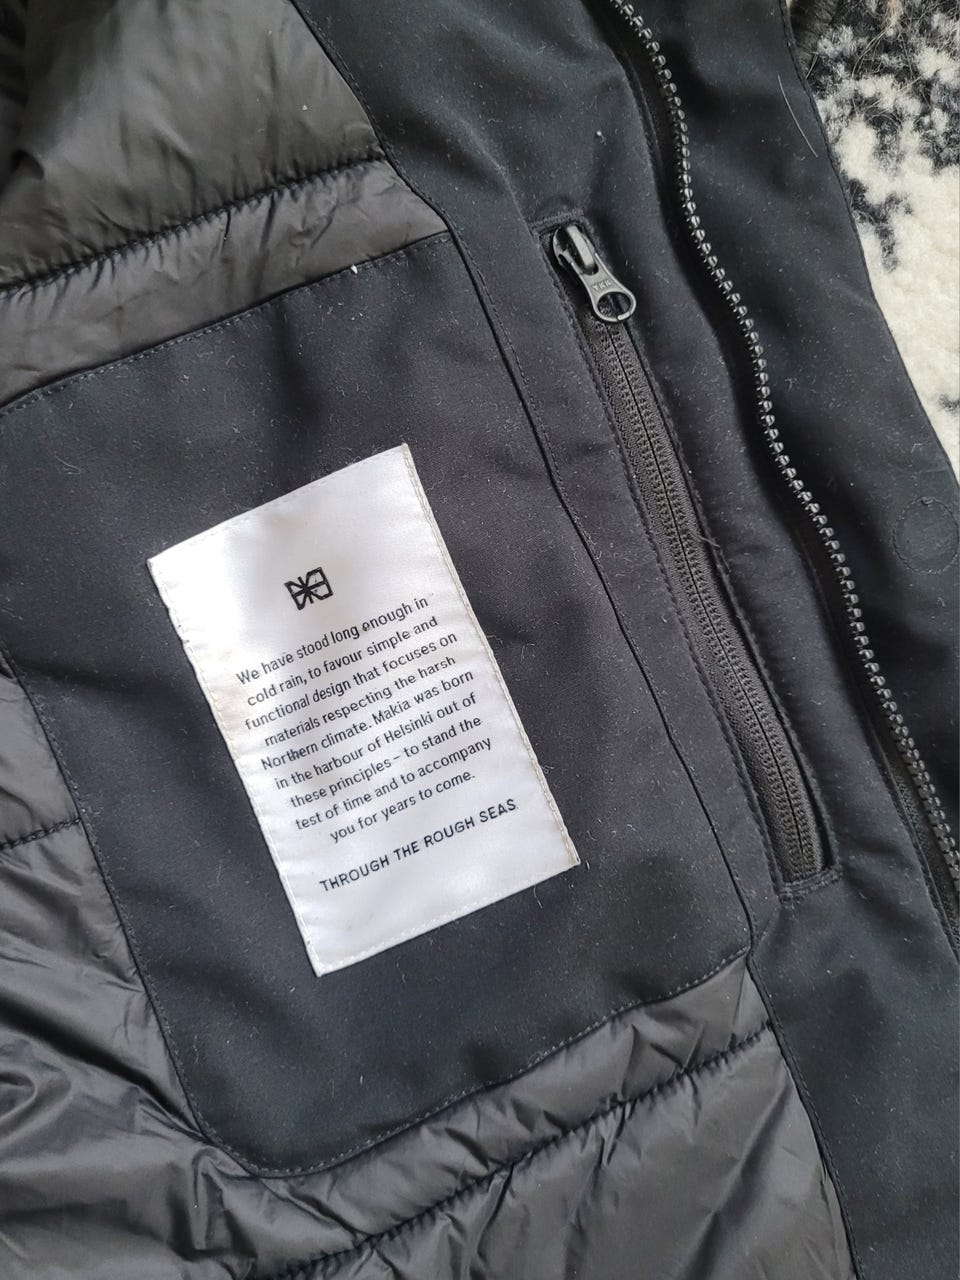 We have stood long enough in
cold rain, to favour simple and
functional design that focuses on
materials respecting the harsh
Northern climate. Makia was born
in the harbour of Helsinki out of
these principles – to stand the
test of time and to accompany
you for years to come.
THROUGH THE ROUGH SEAS
YKK